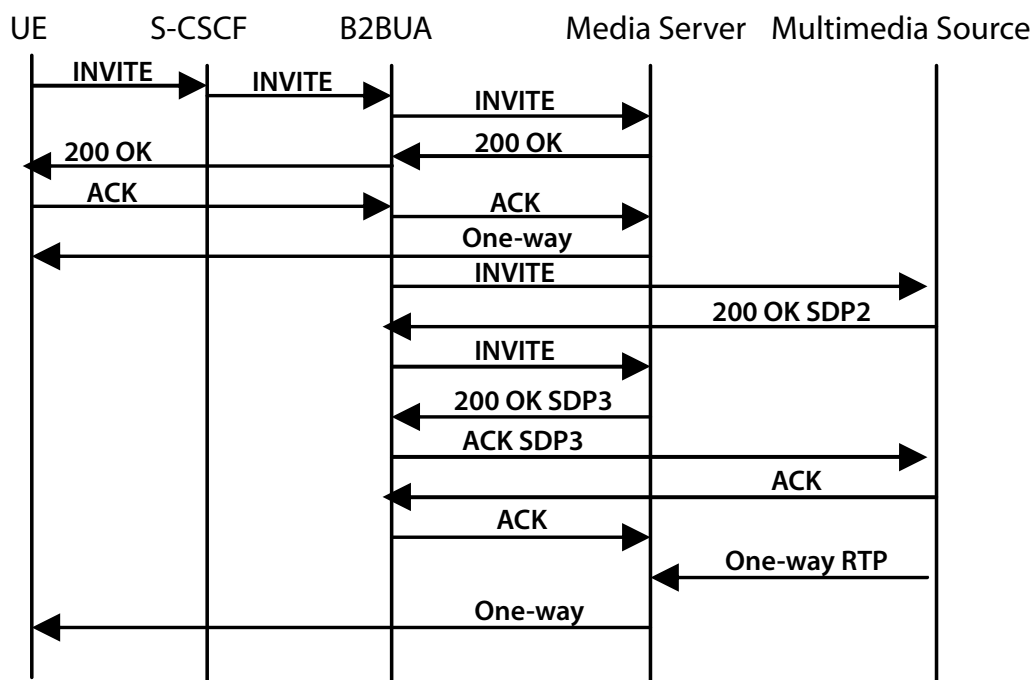 UE S-CSCF B2BUA Media Server Multimedia Source
INVITE
INVITE
INVITE
200 OK
200 OK
ACK
ACK
One-way
INVITE
200 OK SDP2
INVITE
200 OK SDP3
ACK SDP3
ACK
ACK
One-way RTP
One-way